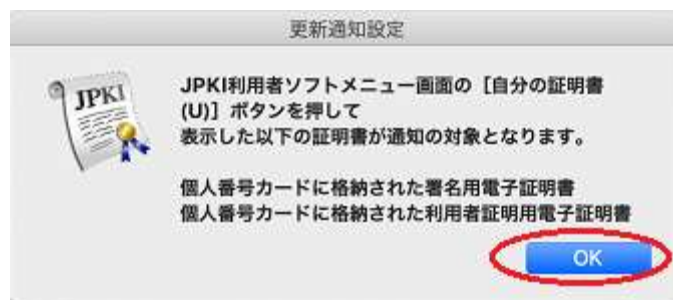 更新通知設定
JPKI
JPKI利用者ソフトメニュー画面の［自分の証明書
(U)］ボタンを押して
表示した以下の証明書が通知の対象となります。
個人番号カードに格納された署名用電子証明書
個人番号カードに格納された利用者証明用電子証明書
OK